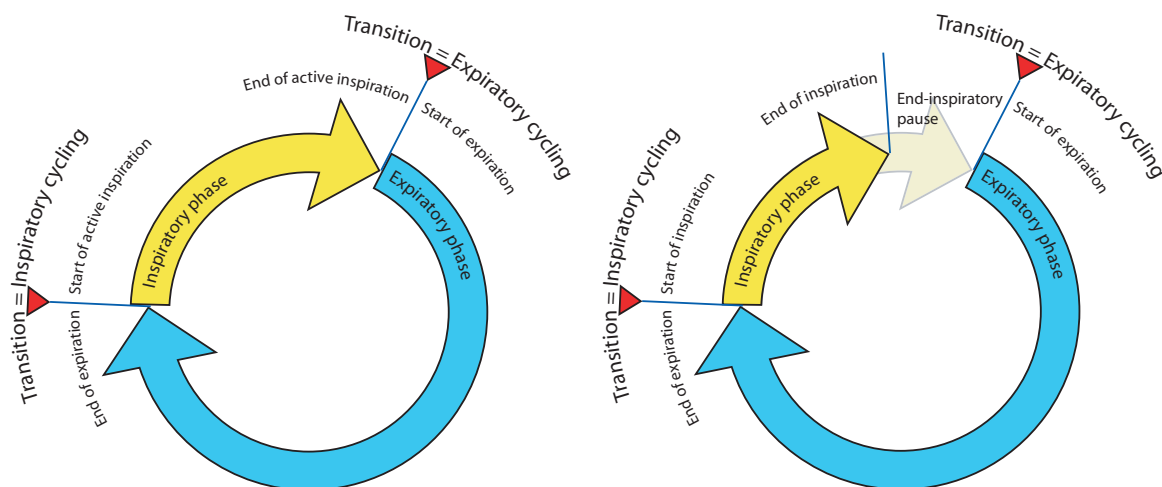 Transition = Expiratory cycling
End of active inspiration
Start of expiration
Transition = Inspiratory cycling
Start of active inspiration
End of expiration
Inspiratory phase
Expiratory phase
Transition = Expiratory cycling
End of inspiration
End-inspiratory
pause
Start of expiration
Transition = Inspiratory cycling
Start of inspiration
End of expiration
Inspiratory phase
Expiratory phase